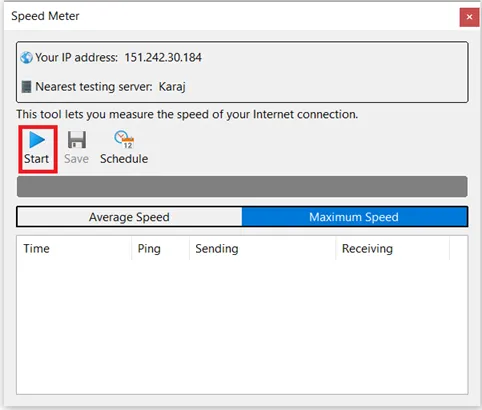 Speed Meter
Your IP address: 151.242.30.184
Nearest testing server: Karaj
This tool lets you measure the speed of your Internet connection.
12
Start Save Schedule
Average Speed Maximum Speed
Time Ping Sending Receiving